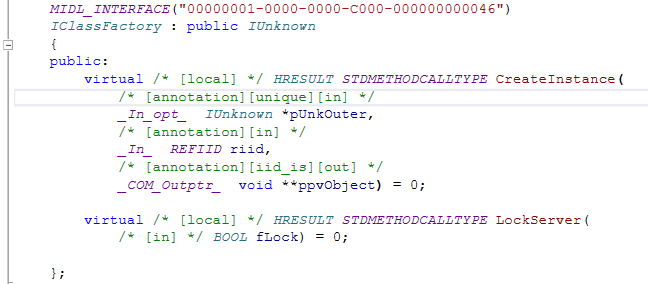 MIDL_INTERFACE("00000001-0000-0000-C000-000000000046")
IClassFactory : public IUnknown
{
public:
virtual /* [local] */ HRESULT STDMETHODCALLTYPE CreateInstance(
/* [annotation][unique][in] */
_In_opt_ IUnknown *pUnkOuter,
/* [annotation][in] */
_In_ REFIID riid,
/* [annotation][iid_is][out] */
_COM_Outptr_ void **ppvObject) = 0;
virtual /* [local] */ HRESULT STDMETHODCALLTYPE LockServer(
/* [in] */ BOOL fLock) = 0;
};